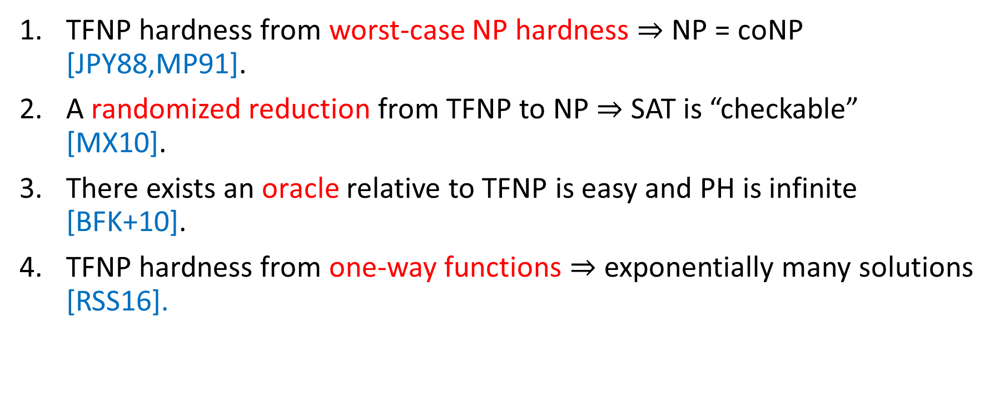 1. TFNP hardness from worst-case NP hardness ⇒ NP = coNP
[JPY88,MP91].
2. A randomized reduction from TFNP to NP ⇒ SAT is “checkable”
[MX10].
3. There exists an oracle relative to TFNP is easy and PH is infinite
[BFK+10].
4. TFNP hardness from one-way functions ⇒ exponentially many solutions
[RSS16].